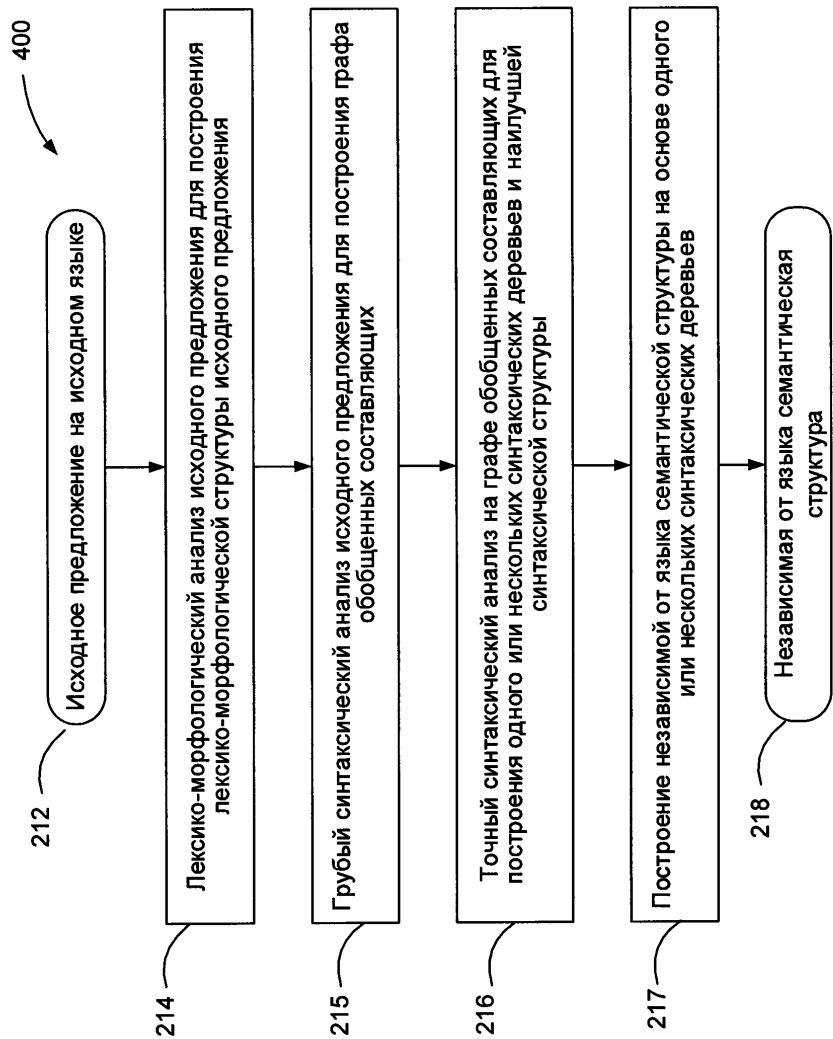 400
212
Исходное предложение на исходном языке
214
Лексико-морфологический анализ исходного предложения для построения
лексико-морфологической структуры исходного предложения
215
Грубый синтаксический анализ исходного предложения для построения графа
обобщенных составляющих
216
Точный синтаксический анализ на графе обобщенных составляющих для
построения одного или нескольких синтаксических деревьев и наилучшей
синтаксической структуры
217
Построение независимой от языка семантической структуры на основе одного
или нескольких синтаксических деревьев
218
Независимая от языка семантическая
структура